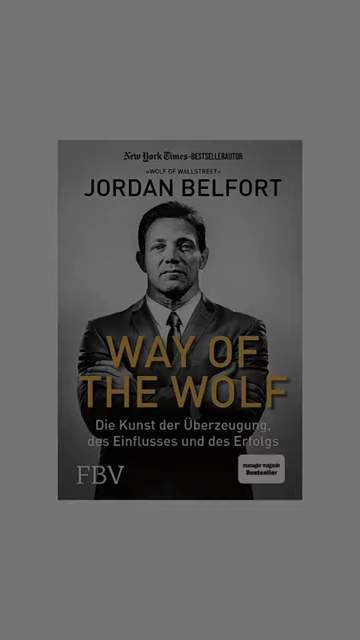 New York Times-BESTSELLERAUTOR
»WOLF OF WALLSTREET«
JORDAN BELFORT
WAY OF
THE WOLF
Die Kunst der Überzeugung,
des Einflusses und des Erfolgs
FBV
manager magazin
Bestseller